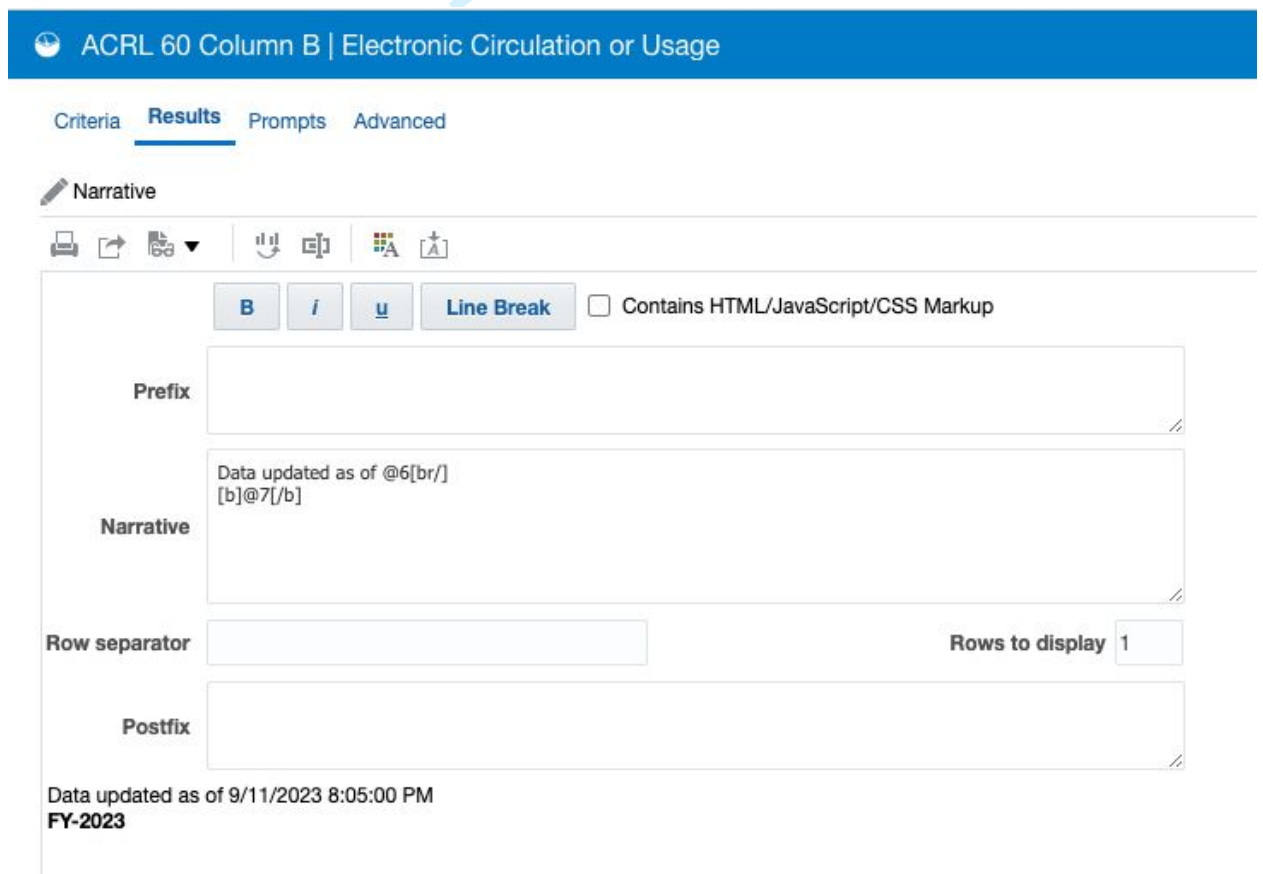 ACRL 60 Column B | Electronic Circulation or Usage
Criteria Results Prompts Advanced
Narrative
A [A]
B i u Line Break Contains HTML/JavaScript/CSS Markup
Prefix
Data updated as of @6[br/]
[b]@7[/b]
Narrative
Row separator Rows to display 1
Postfix
Data updated as of 9/11/2023 8:05:00 PM
FY-2023